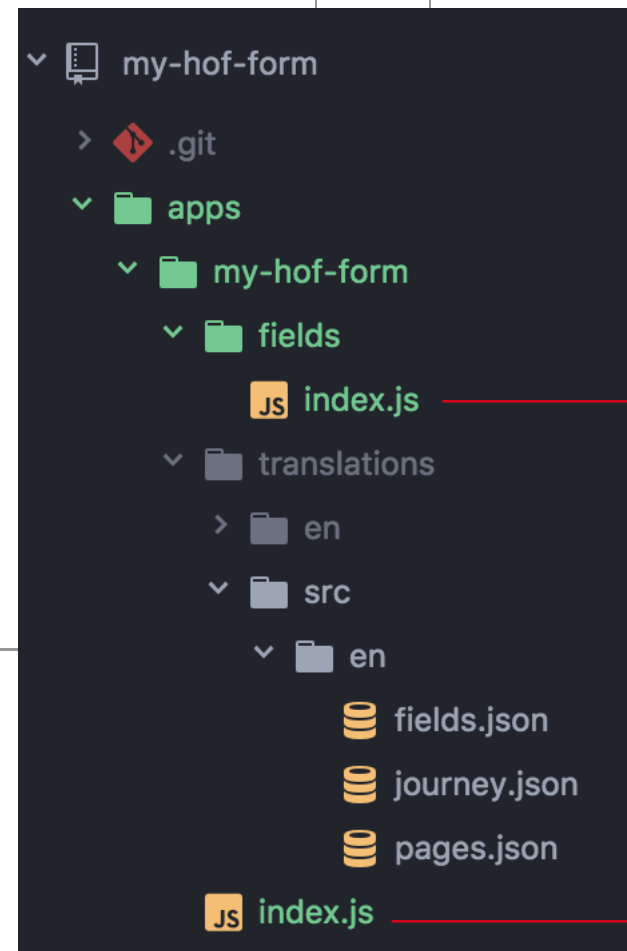 my-hof-form
.git
apps
my-hof-form
fields
JS index.js
translations
en
src
en
fields.json
journey.json
pages.json
JS index.js